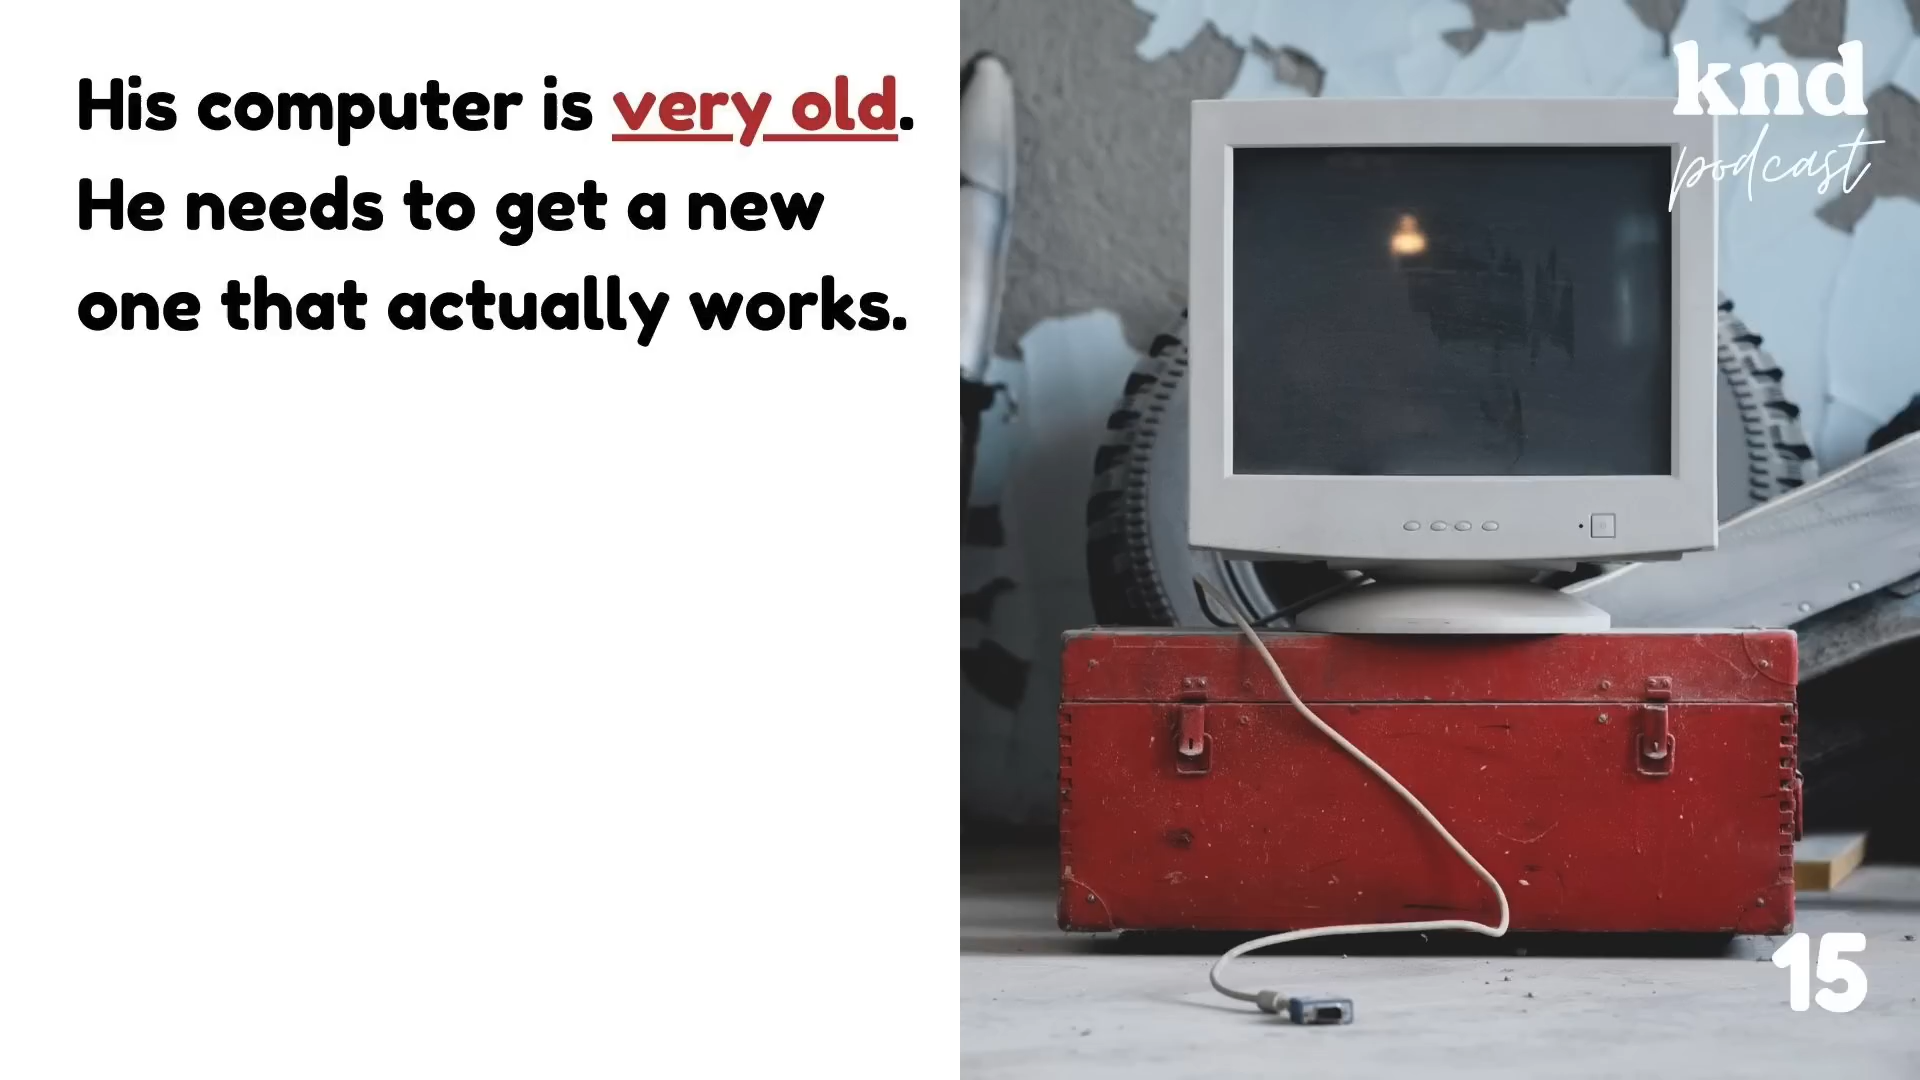 His computer is very old.
He needs to get a new
one that actually works.
knd
podcast
15